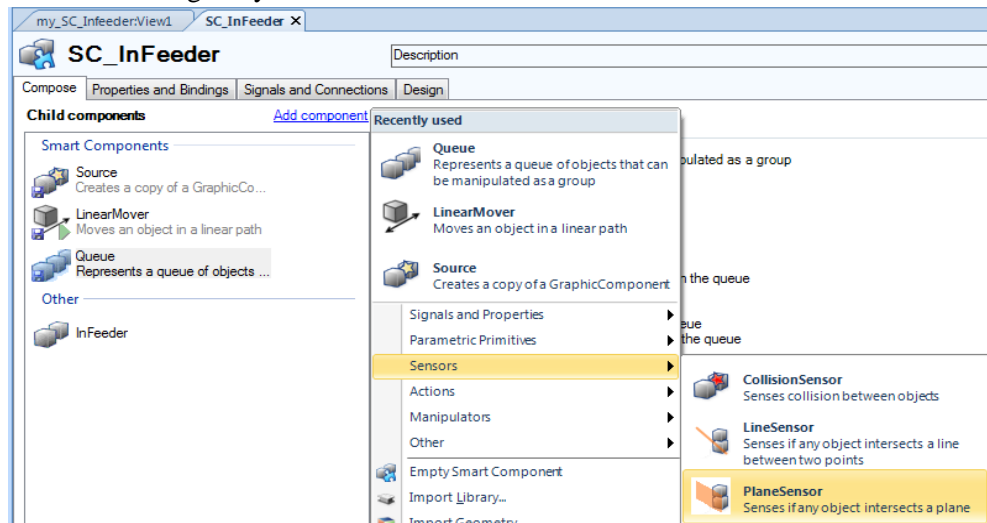 my_SC_Infeeder:View1
SC_InFeeder
SC_InFeeder
Description
Compose
Properties and Bindings
Signals and Connections
Design
Child components
Add component
Smart Components
Source
Creates a copy of a GraphicCo...
LinearMover
Moves an object in a linear path
Queue
Represents a queue of objects ...
Other
InFeeder
Recently used
Queue
Represents a queue of objects that can
be manipulated as a group
LinearMover
Moves an object in a linear path
Source
Creates a copy of a GraphicComponent
Signals and Properties
Parametric Primitives
Sensors
Actions
Manipulators
Other
Empty Smart Component
Import Library...
Import Geometry
as a group
the queue
the queue
CollisionSensor
Senses collision between objects
LineSensor
Senses if any object intersects a line
between two points
PlaneSensor
Senses if any object intersects a plane